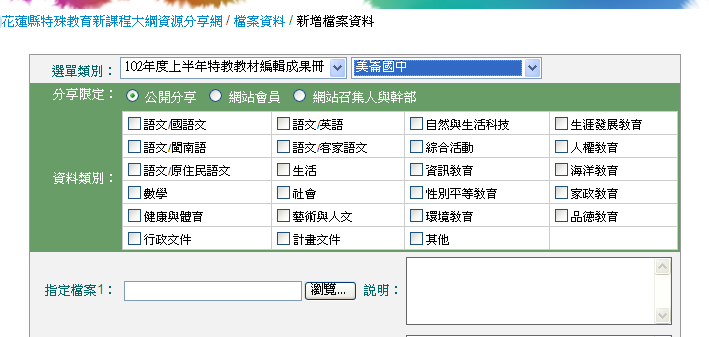 花蓮縣特殊教育新課程大綱資源分享網 / 檔案資料 / 新增檔案資料
選單類別： 102年度上半年特教教材編輯成果冊 美崙國中
分享限定： 公開分享 網站會員 網站召集人與幹部
資料類別：
語文/國語文 語文/英語 自然與生活科技 生涯發展教育
語文/閩南語 語文/客家語文 綜合活動 人權教育
語文/原住民語文 生活 資訊教育 海洋教育
數學 社會 性別平等教育 家政教育
健康與體育 藝術與人文 環境教育 品德教育
行政文件 計畫文件 其他
指定檔案1： 瀏覽... 說明：